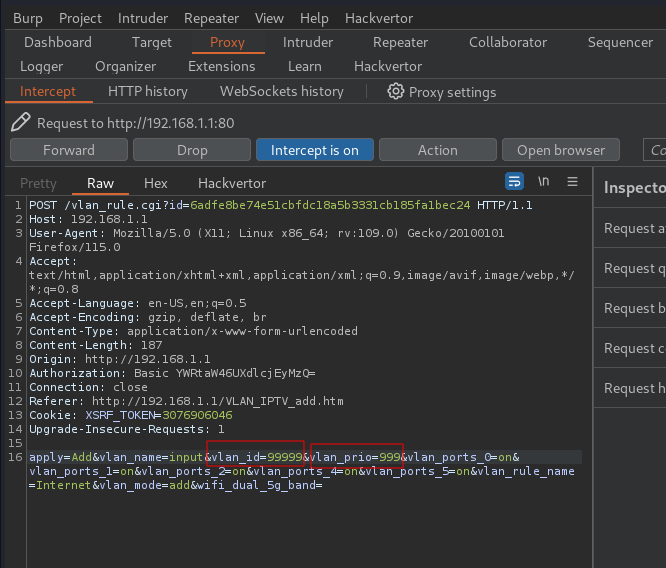 Burp Project Intruder Repeater View Help Hackvertor
Dashboard Target Proxy Intruder Repeater Collaborator Sequencer
Logger Organizer Extensions Learn Hackvertor
Intercept HTTP history WebSockets history Proxy settings
Request to http://192.168.1.1:80
Forward Drop Intercept is on Action Open browser Co
Pretty Raw Hex Hackvertor \n
Inspecto
1 POST /vlan_rule.cgi?id=6adfe8be74e51cbfdc18a5b3331cb185fa1bec24 HTTP/1.1
2 Host: 192.168.1.1
3 User-Agent: Mozilla/5.0 (X11; Linux x86_64; rv:109.0) Gecko/20100101
Firefox/115.0
4 Accept:
text/html,application/xhtml+xml,application/xml;q=0.9,image/avif,image/webp,*/
*;q=0.8
5 Accept-Language: en-US,en;q=0.5
6 Accept-Encoding: gzip, deflate, br
7 Content-Type: application/x-www-form-urlencoded
8 Content-Length: 187
9 Origin: http://192.168.1.1
10 Authorization: Basic YWRtaW46UXdlcjEyMzQ=
11 Connection: close
12 Referer: http://192.168.1.1/VLAN_IPTV_add.htm
13 Cookie: XSRF_TOKEN=3076906046
14 Upgrade-Insecure-Requests: 1
15
16 apply=Add&vlan_name=input&vlan_id=99999&vlan_prio=999&vlan_ports_0=on&
vlan_ports_1=on&vlan_ports_2=on&vlan_ports_4=on&vlan_ports_5=on&vlan_rule_name
=Internet&vlan_mode=add&wifi_dual_5g_band=
Request a
Request q
Request b
Request c
Request h